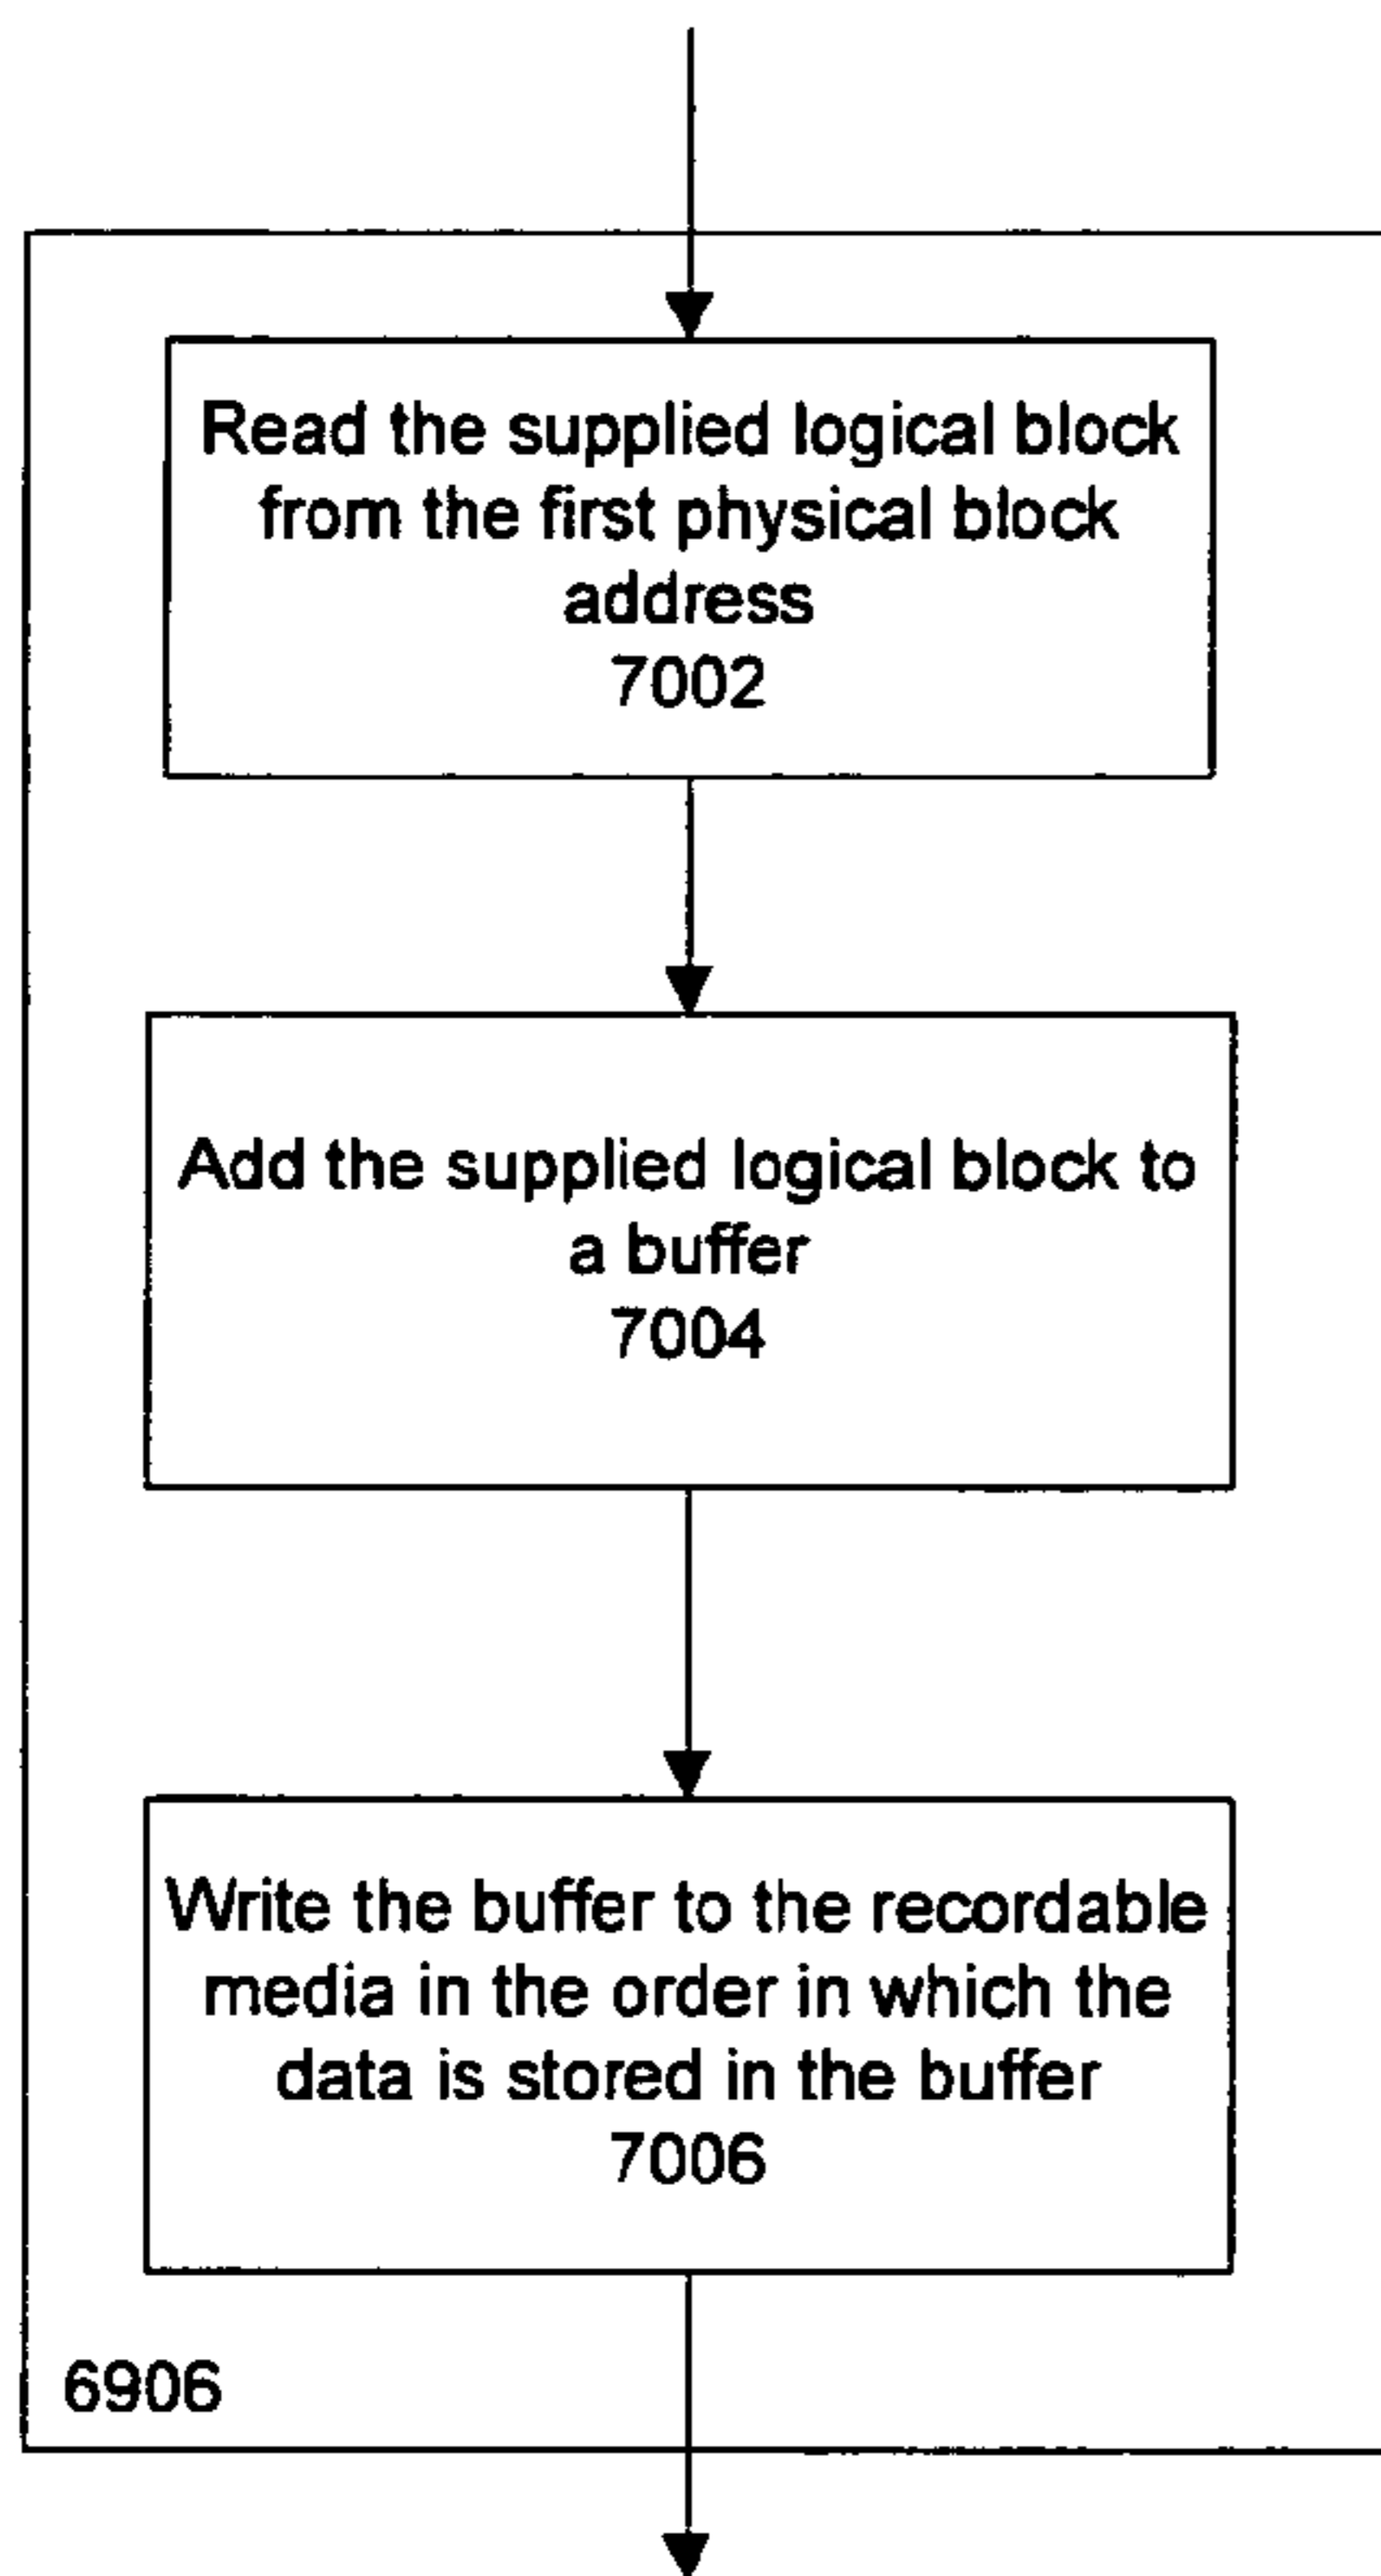 Read the supplied logical block
from the first physical block
address
7002
Add the supplied logical block to
a buffer
7004
Write the buffer to the recordable
media in the order in which the
data is stored in the buffer
7006
6906